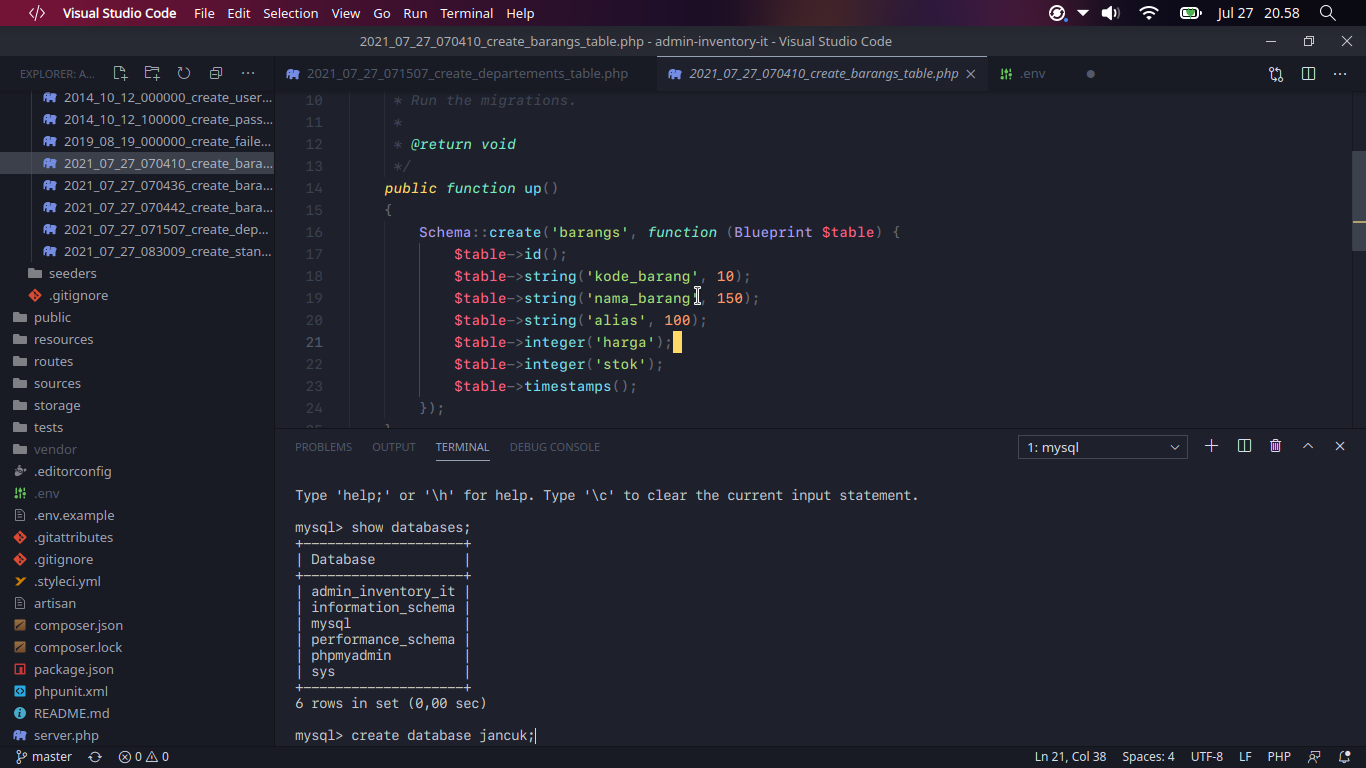 Visual Studio Code File Edit Selection View Go Run Terminal Help Jul 27 20.58
2021_07_27_070410_create_barangs_table.php - admin-inventory-it - Visual Studio Code
EXPLORER: A...
2014_10_12_000000_create_user...
2014_10_12_100000_create_pass...
2019_08_19_000000_create_faile...
2021_07_27_070410_create_bara...
2021_07_27_070436_create_bara...
2021_07_27_070442_create_bara...
2021_07_27_071507_create_dep...
2021_07_27_083009_create_stan...
seeders
.gitignore
public
resources
routes
sources
storage
tests
vendor
.editorconfig
.env
.env.example
.gitattributes
.gitignore
.styleci.yml
artisan
composer.json
composer.lock
package.json
phpunit.xml
README.md
server.php
2021_07_27_071507_create_departements_table.php 2021_07_27_070410_create_barangs_table.php .env
10 * Run the migrations.
11 *
12 * @return void
13 */
14 public function up()
15 {
16 Schema::create('barangs', function (Blueprint $table) {
17 $table->id();
18 $table->string('kode_barang', 10);
19 $table->string('nama_barang', 150);
20 $table->string('alias', 100);
21 $table->integer('harga');
22 $table->integer('stok');
23 $table->timestamps();
24 });
PROBLEMS OUTPUT TERMINAL DEBUG CONSOLE 1: mysql
Type 'help;' or '\h' for help. Type '\c' to clear the current input statement.
mysql> show databases;
+--------------------+
| Database           |
+--------------------+
| admin_inventory_it |
| information_schema |
| mysql              |
| performance_schema |
| phpmyadmin         |
| sys                |
+--------------------+
6 rows in set (0,00 sec)
mysql> create database jancuk;
master 0 0 Ln 21, Col 38 Spaces: 4 UTF-8 LF PHP